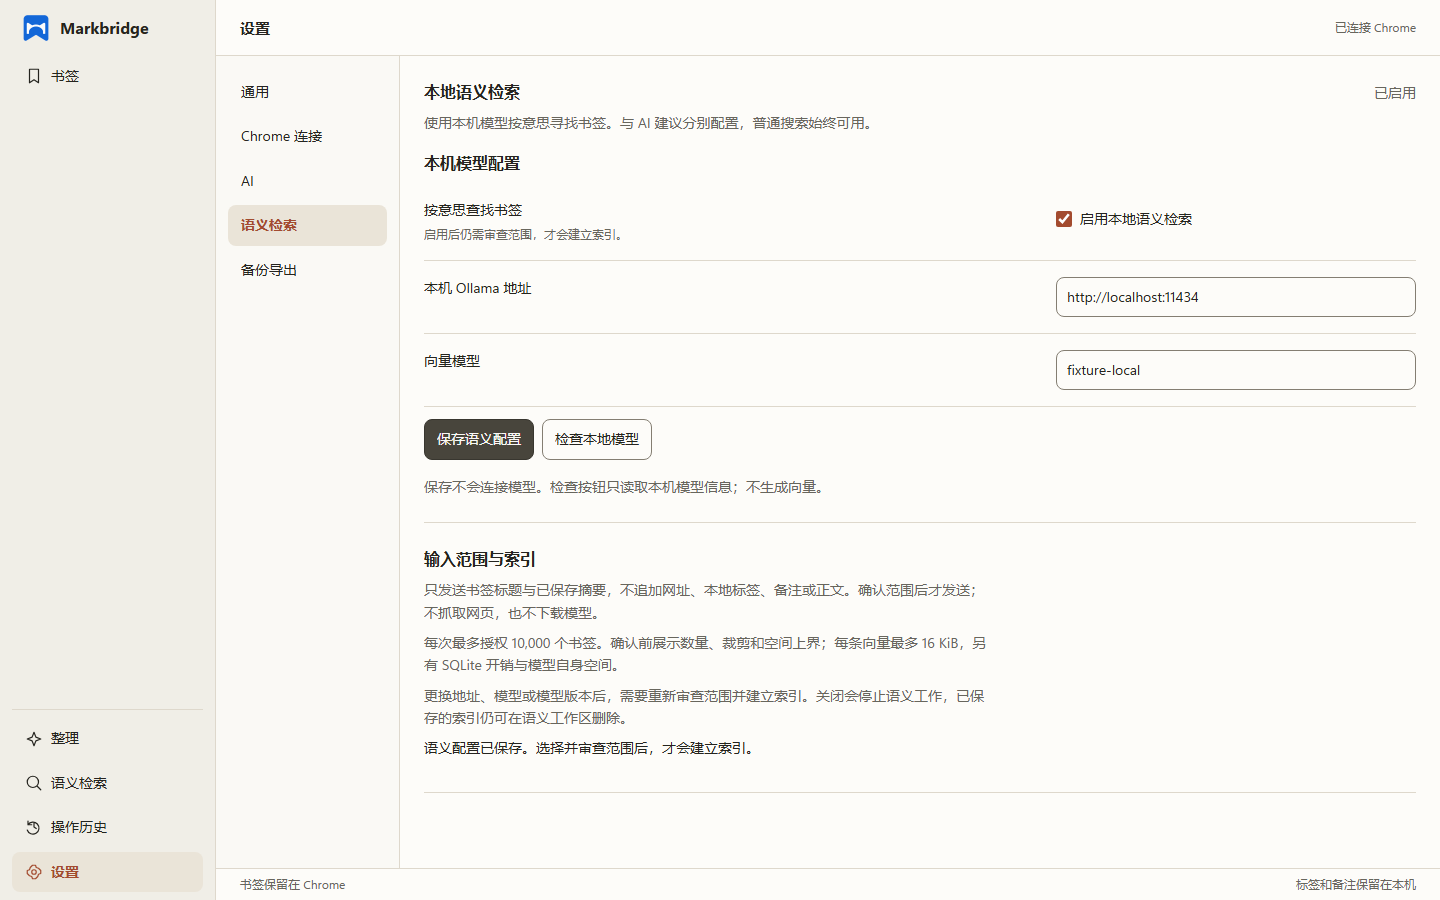 Markbridge
书签
整理
语义检索
操作历史
设置
设置
已连接 Chrome
通用
Chrome 连接
AI
语义检索
备份导出
本地语义检索
已启用
使用本机模型按意思寻找书签。与 AI 建议分别配置，普通搜索始终可用。
本机模型配置
按意思查找书签
启用后仍需审查范围，才会建立索引。
启用本地语义检索
本机 Ollama 地址
http://localhost:11434
向量模型
fixture-local
保存语义配置
检查本地模型
保存不会连接模型。检查按钮只读取本机模型信息；不生成向量。
输入范围与索引
只发送书签标题与已保存摘要，不追加网址、本地标签、备注或正文。确认范围后才发送；
不抓取网页，也不下载模型。
每次最多授权 10,000 个书签。确认前展示数量、裁剪和空间上界；每条向量最多 16 KiB，另
有 SQLite 开销与模型自身空间。
更换地址、模型或模型版本后，需要重新审查范围并建立索引。关闭会停止语义工作，已保
存的索引仍可在语义工作区删除。
语义配置已保存。选择并审查范围后，才会建立索引。
书签保留在 Chrome
标签和备注保留在本机